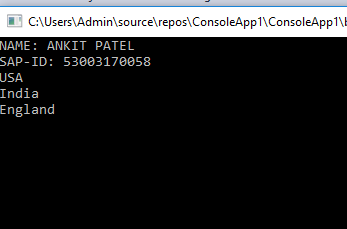 C:\Users\Admin\source\repos\ConsoleApp1\ConsoleApp1\
NAME: ANKIT PATEL
SAP-ID: 53003170058
USA
India
England